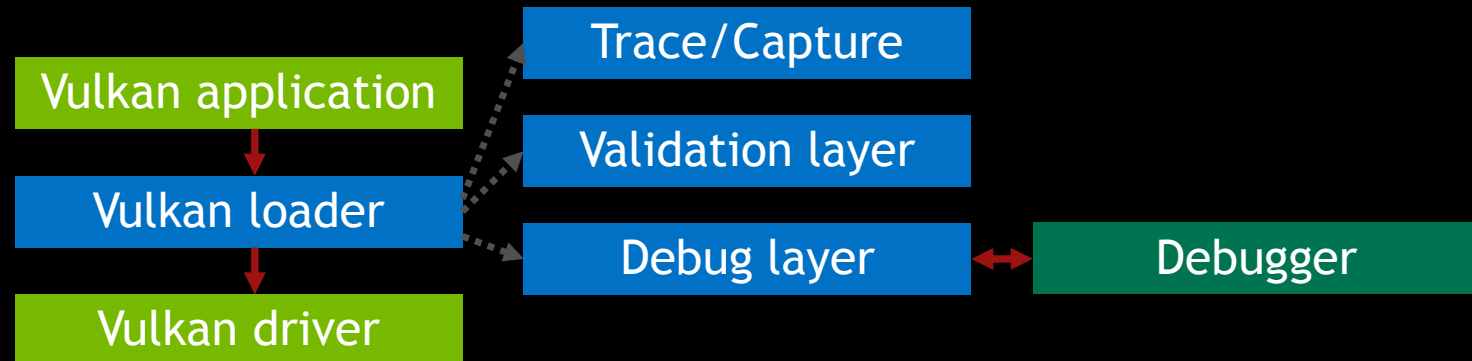 Vulkan application
Vulkan loader
Vulkan driver
Trace/Capture
Validation layer
Debug layer
Debugger